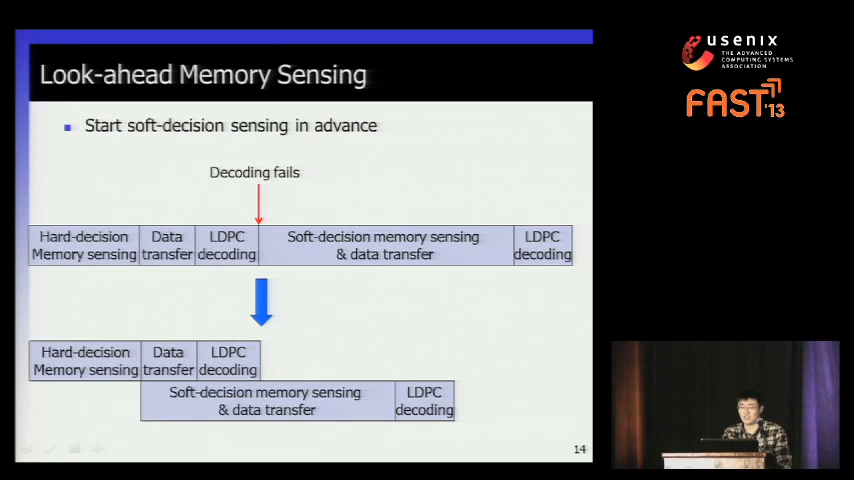 usenix
THE ADVANCED
COMPUTING SYSTEMS
ASSOCIATION
FAST'13
Look-ahead Memory Sensing
Start soft-decision sensing in advance
Decoding fails
Hard-decision
Memory sensing
Data
transfer
LDPC
decoding
Soft-decision memory sensing
& data transfer
LDPC
decoding
Hard-decision
Memory sensing
Data
transfer
LDPC
decoding
Soft-decision memory sensing
& data transfer
LDPC
decoding
14